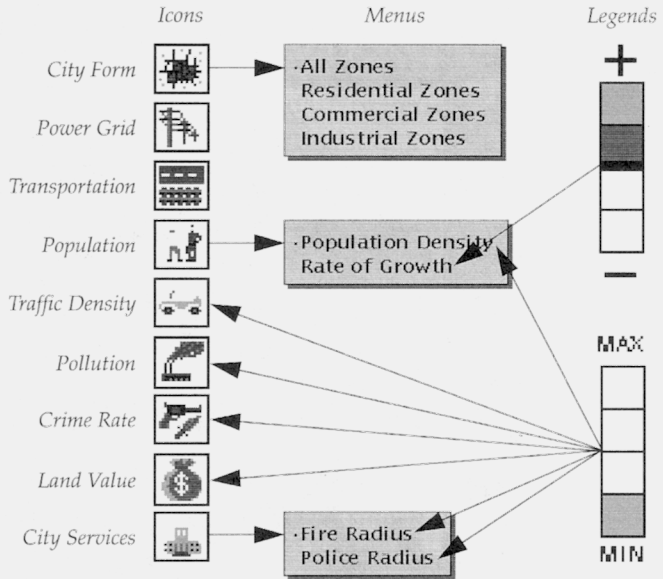 Icons Menus Legends
City Form
·All Zones
Residential Zones
Commercial Zones
Industrial Zones
+
Power Grid
Transportation
Population
·Population Density
Rate of Growth
−
Traffic Density
MAX
Pollution
Crime Rate
Land Value
$
City Services
·Fire Radius
Police Radius
MIN